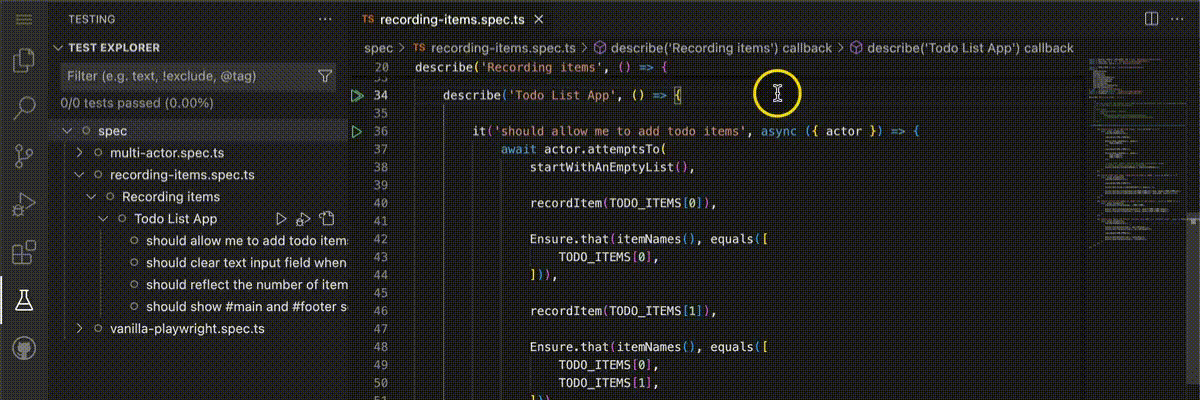 TESTING
TEST EXPLORER
Filter (e.g. text, !exclude, @tag)
0/0 tests passed (0.00%)
spec
multi-actor.spec.ts
recording-items.spec.ts
Recording items
Todo List App
should allow me to add todo item
should clear text input field when
should reflect the number of item
should show #main and #footer s
vanilla-playwright.spec.ts
TS recording-items.spec.ts
spec > TS recording-items.spec.ts > describe('Recording items') callback > describe('Todo List App') callback
20 describe('Recording items', () => {
33
34 describe('Todo List App', () => {
35
36 it('should allow me to add todo items', async ({ actor }) => {
37 await actor.attemptsTo(
38 startWithAnEmptyList(),
39
40 recordItem(TODO_ITEMS[0]),
41
42 Ensure.that(itemNames(), equals([
43 TODO_ITEMS[0],
44 ])),
45
46 recordItem(TODO_ITEMS[1]),
47
48 Ensure.that(itemNames(), equals([
49 TODO_ITEMS[0],
50 TODO_ITEMS[1],
51 ])),